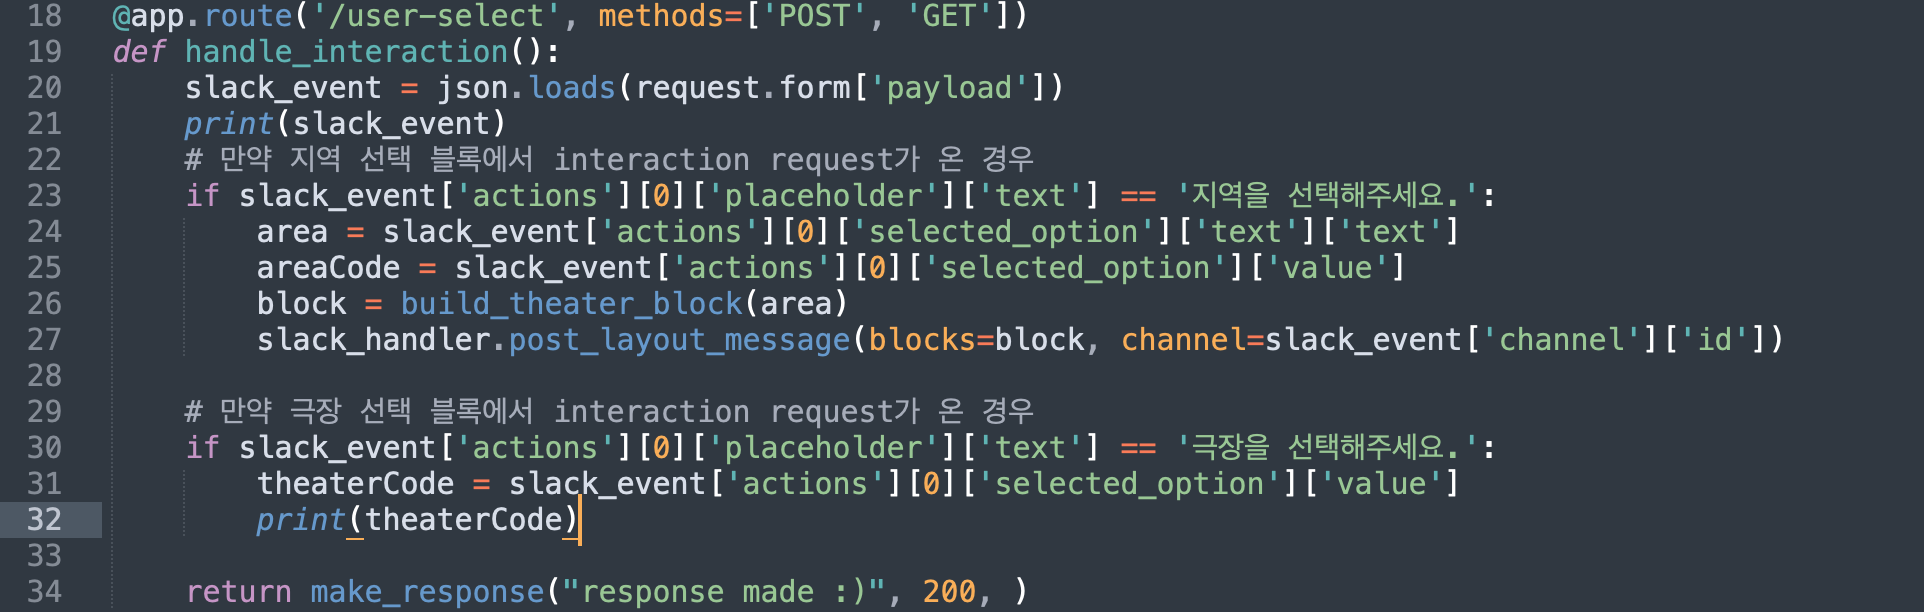 18 @app.route('/user-select', methods=['POST', 'GET'])
19 def handle_interaction():
20     slack_event = json.loads(request.form['payload'])
21     print(slack_event)
22     # 만약 지역 선택 블록에서 interaction request가 온 경우
23     if slack_event['actions'][0]['placeholder']['text'] == '지역을 선택해주세요.':
24         area = slack_event['actions'][0]['selected_option']['text']['text']
25         areaCode = slack_event['actions'][0]['selected_option']['value']
26         block = build_theater_block(area)
27         slack_handler.post_layout_message(blocks=block, channel=slack_event['channel']['id'])
28
29     # 만약 극장 선택 블록에서 interaction request가 온 경우
30     if slack_event['actions'][0]['placeholder']['text'] == '극장을 선택해주세요.':
31         theaterCode = slack_event['actions'][0]['selected_option']['value']
32         print(theaterCode)
33
34     return make_response("response made :)", 200, )